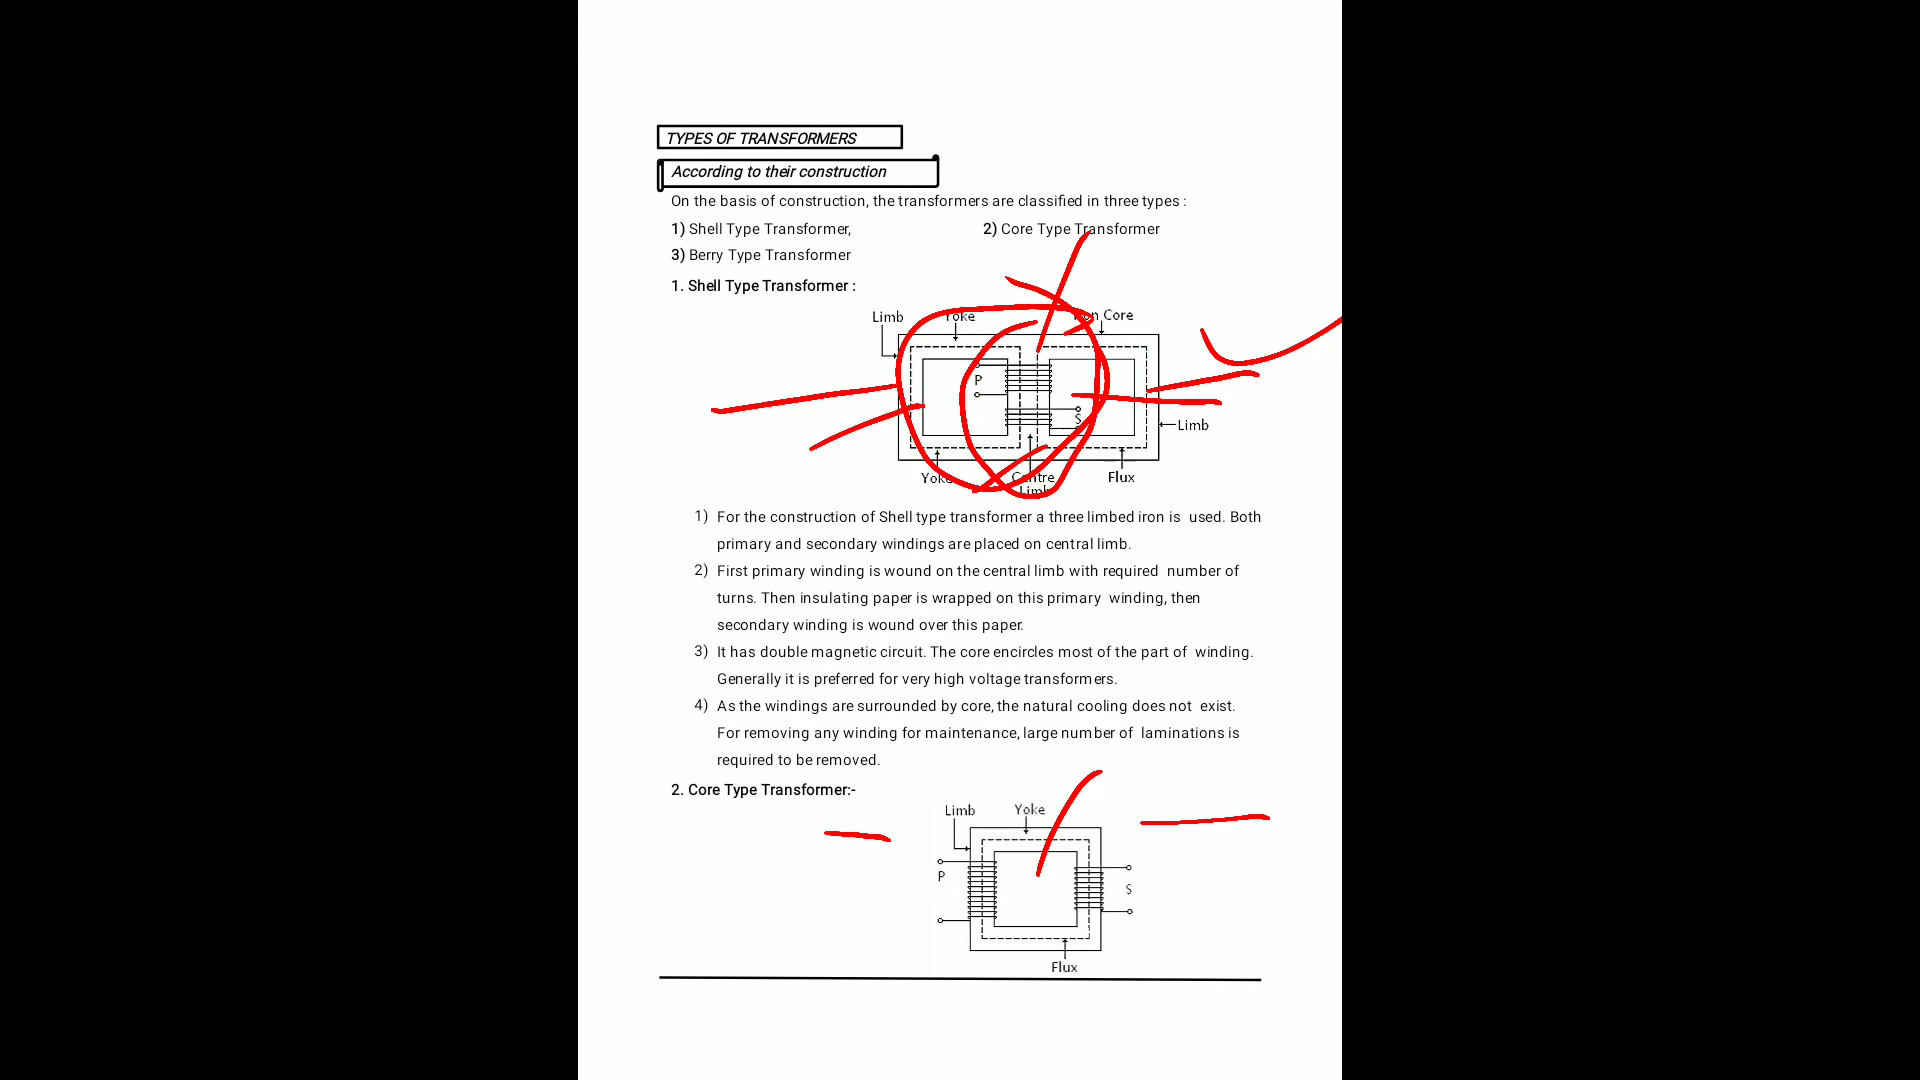 TYPES OF TRANSFORMERS
According to their construction
On the basis of construction, the transformers are classified in three types :
1) Shell Type Transformer, 2) Core Type Transformer
3) Berry Type Transformer
1. Shell Type Transformer :
Limb Yoke Iron Core
P
S
Limb
Yoke Centre Flux
Limb
1) For the construction of Shell type transformer a three limbed iron is used. Both
primary and secondary windings are placed on central limb.
2) First primary winding is wound on the central limb with required number of
turns. Then insulating paper is wrapped on this primary winding, then
secondary winding is wound over this paper.
3) It has double magnetic circuit. The core encircles most of the part of winding.
Generally it is preferred for very high voltage transformers.
4) As the windings are surrounded by core, the natural cooling does not exist.
For removing any winding for maintenance, large number of laminations is
required to be removed.
2. Core Type Transformer:-
Limb Yoke
P S
Flux